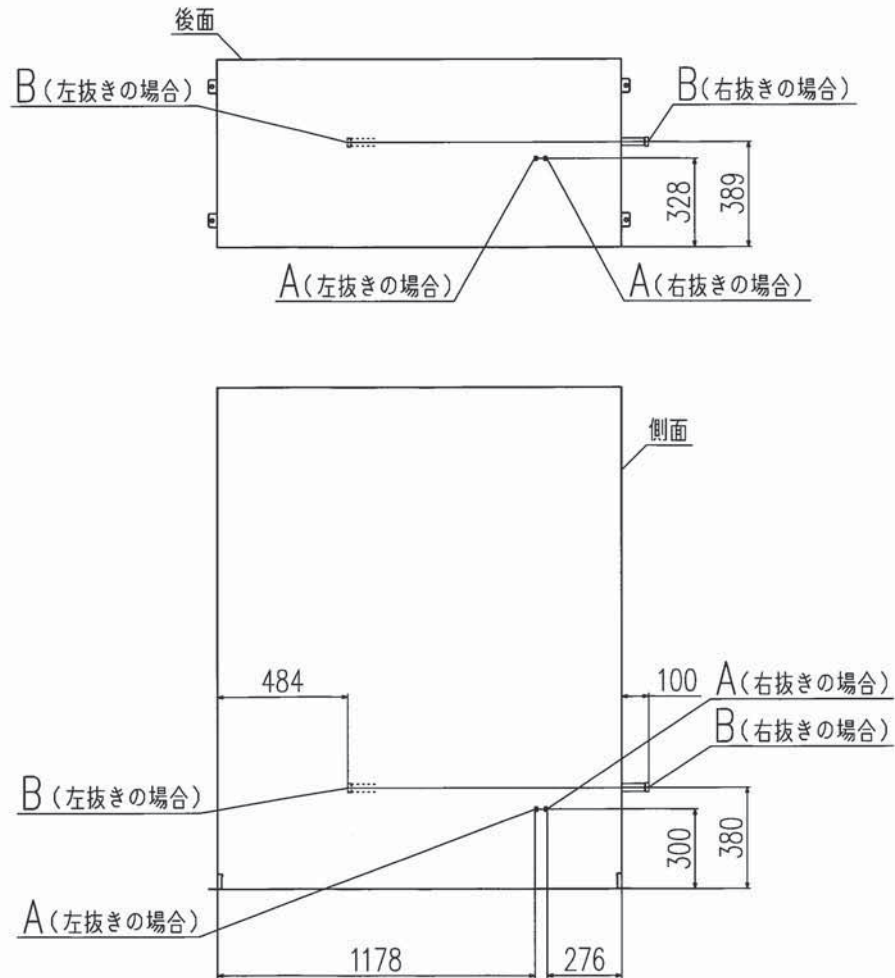 後面
B(左抜きの場合)
B(右抜きの場合)
328
389
A(左抜きの場合)
A(右抜きの場合)
側面
484
100
A(右抜きの場合)
B(右抜きの場合)
B(左抜きの場合)
300
380
A(左抜きの場合)
1178
276